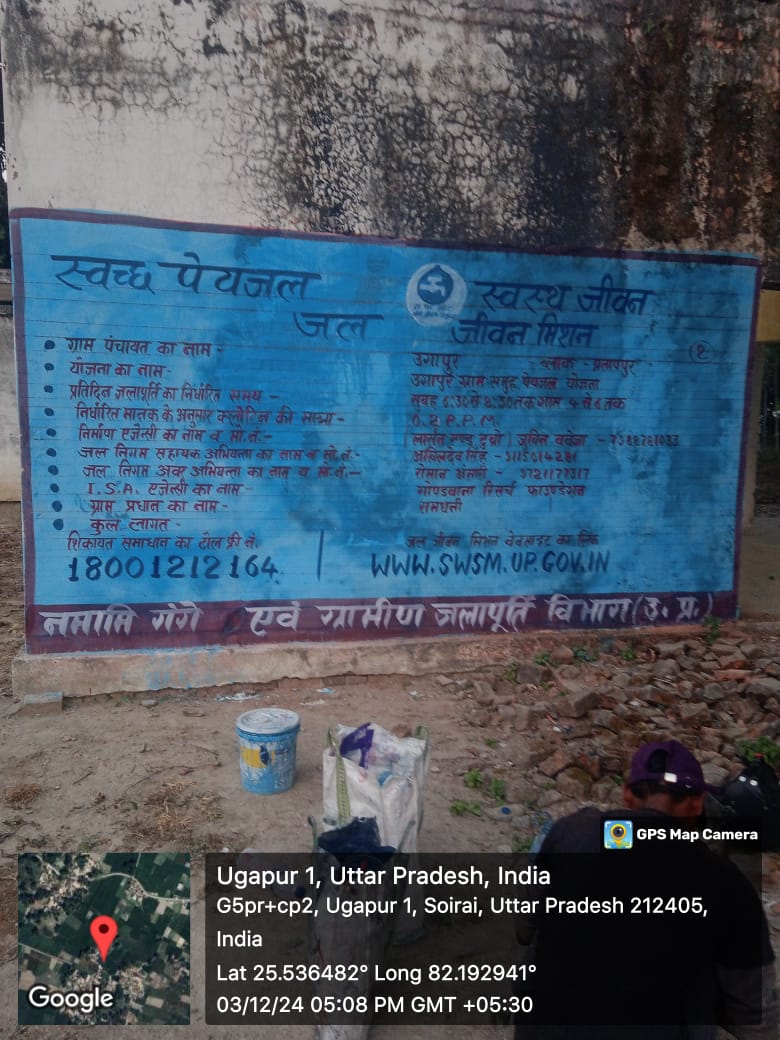 स्वच्छ पेयजल स्वस्थ जीवन
जल जीवन मिशन
ग्राम पंचायत का नाम - उगापुर ब्लाक - प्रतापपुर (१)
योजना का नाम - उगापुर ग्राम समूह पेयजल योजना
प्रतिदिन जलापूर्ति का निर्धारित समय - सुबह 6:30 से 8:30 तक शाम 4 से 6 तक
निर्धारित मानक के अनुसार क्लोरिन की मात्रा - 0.2 P.P.M.
निर्माण एजेन्सी का नाम व मो.नं.- लार्सन एण्ड टुब्रो
जल निगम सहायक अभियन्ता का नाम व मो.नं.- अखिलदेव सिंह -
जल निगम अवर अभियन्ता का नाम व मो.नं.- रोशन अंसारी -
I.S.A. एजेन्सी का नाम - गोण्डवाना रिसर्च फाउण्डेशन
ग्राम प्रधान का नाम - रामधनी
कुल लागत -
शिकायत समाधान का टोल फ्री नं. जल जीवन मिशन वेबसाइट का लिंक
18001212164 | WWW.SWSM.UP.GOV.IN
नमामि गंगे एवं ग्रामीण जलापूर्ति विभाग (उ. प्र.)
GPS Map Camera
Ugapur 1, Uttar Pradesh, India
G5pr+cp2, Ugapur 1, Soirai, Uttar Pradesh 212405,
India
Lat 25.536482° Long 82.192941°
03/12/24 05:08 PM GMT +05:30
Google